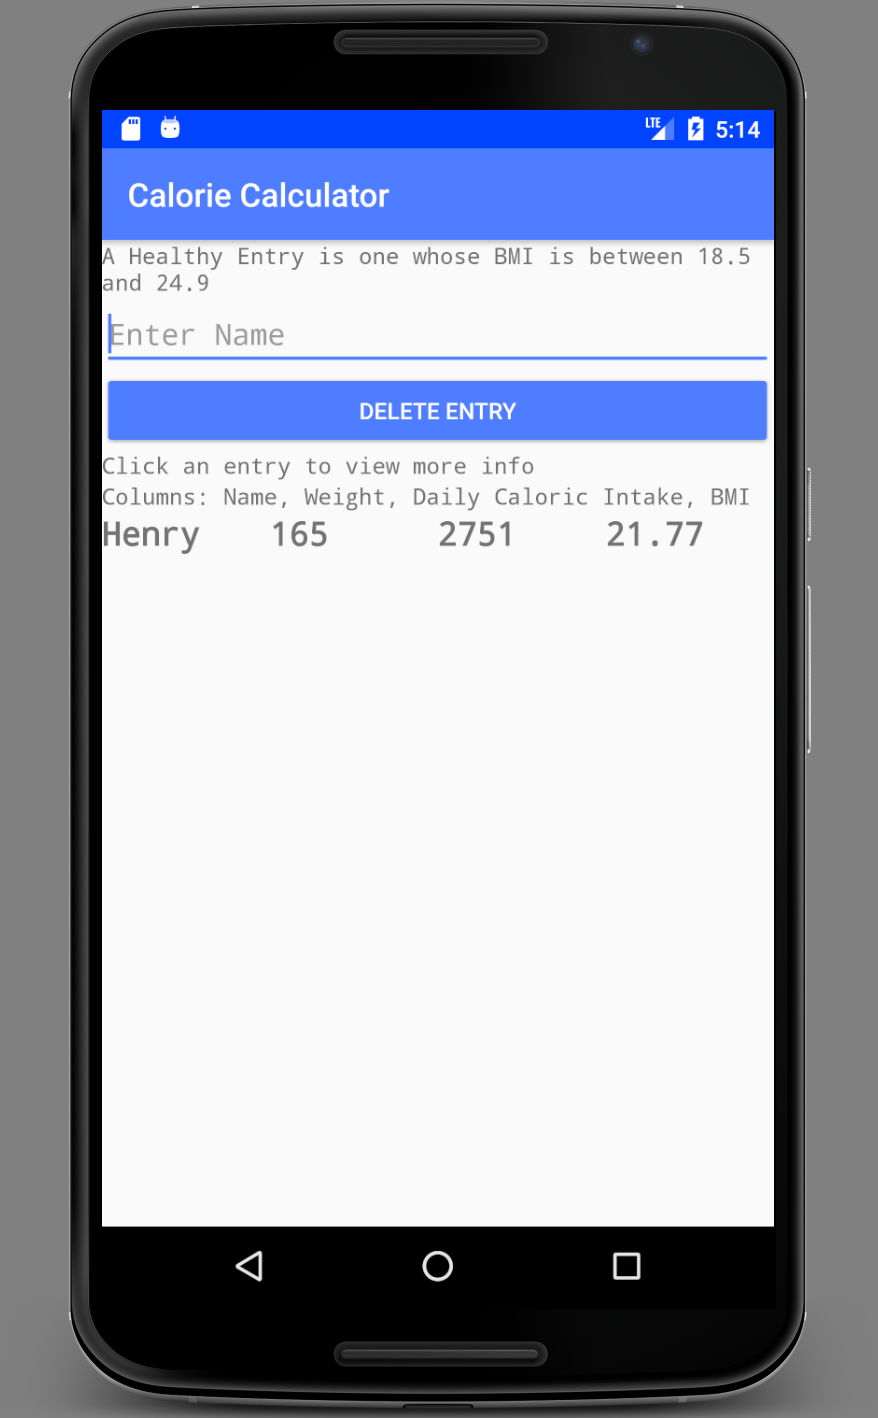 LTE 5:14
Calorie Calculator
A Healthy Entry is one whose BMI is between 18.5
and 24.9
Enter Name
DELETE ENTRY
Click an entry to view more info
Columns: Name, Weight, Daily Caloric Intake, BMI
Henry 165 2751 21.77